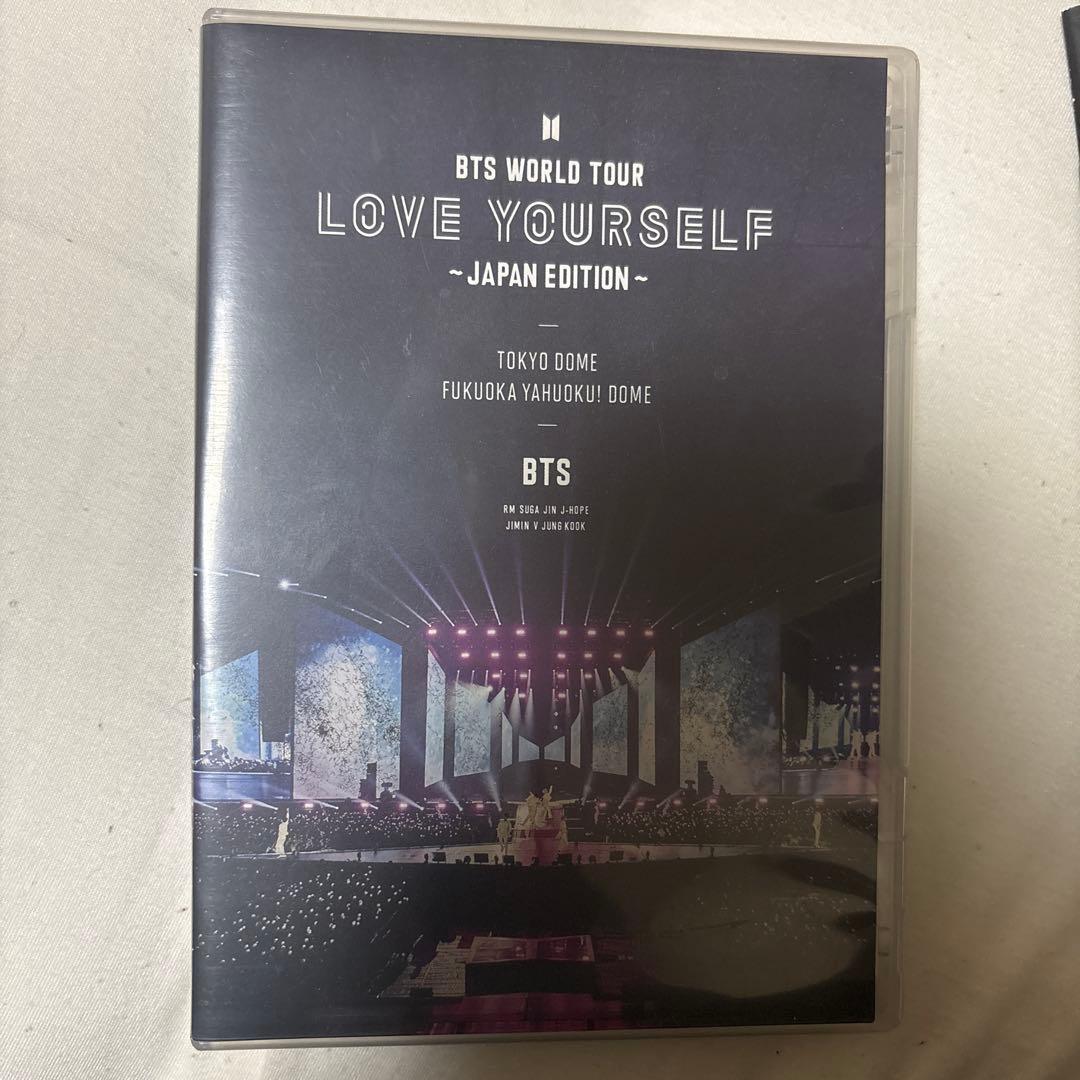 BTS WORLD TOUR
LOVE YOURSELF
~JAPAN EDITION~
TOKYO DOME
FUKUOKA YAHUOKU! DOME
BTS
RM SUGA JIN J-HOPE
JIMIN V JUNG KOOK